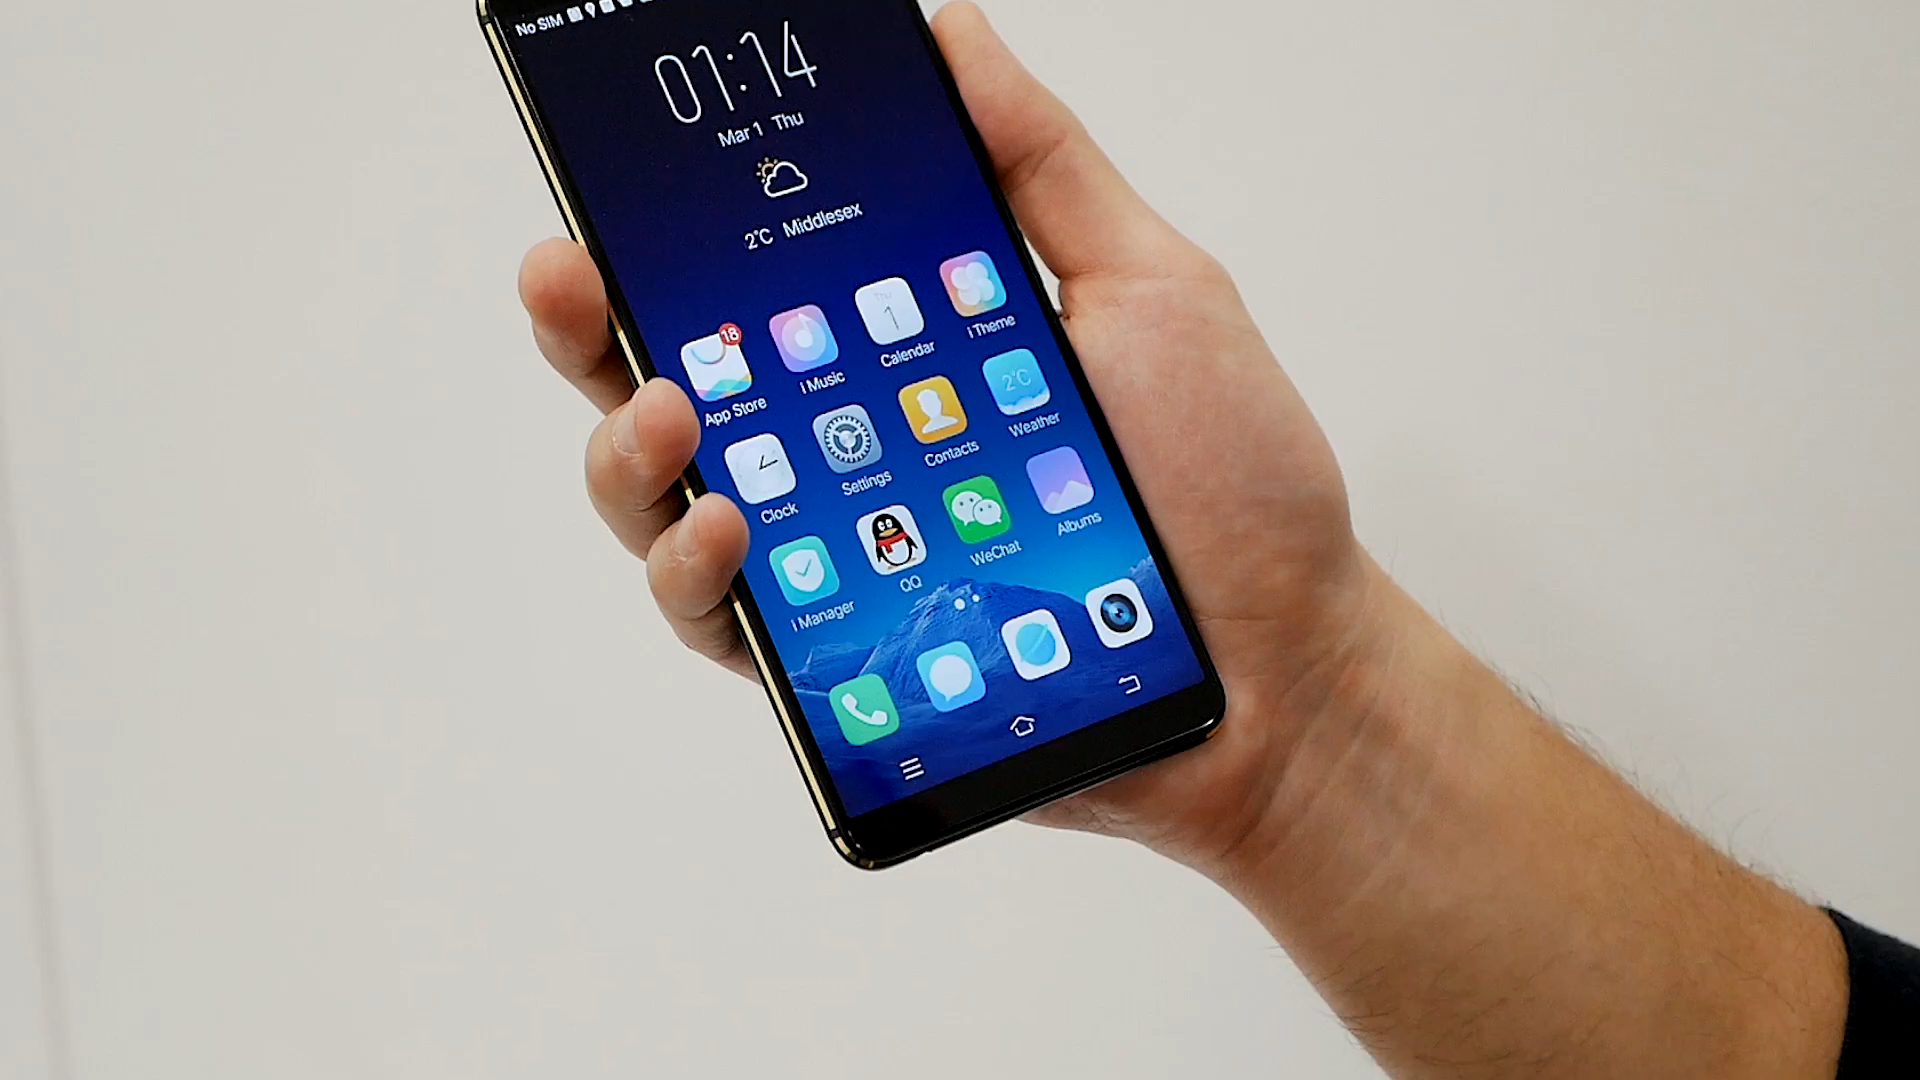 No SIM
01:14
Mar 1 Thu
2°C Middlesex
18
App Store
i Music
Thu
1
Calendar
i Theme
Clock
Settings
Contacts
2°C
Weather
i Manager
QQ
WeChat
Albums